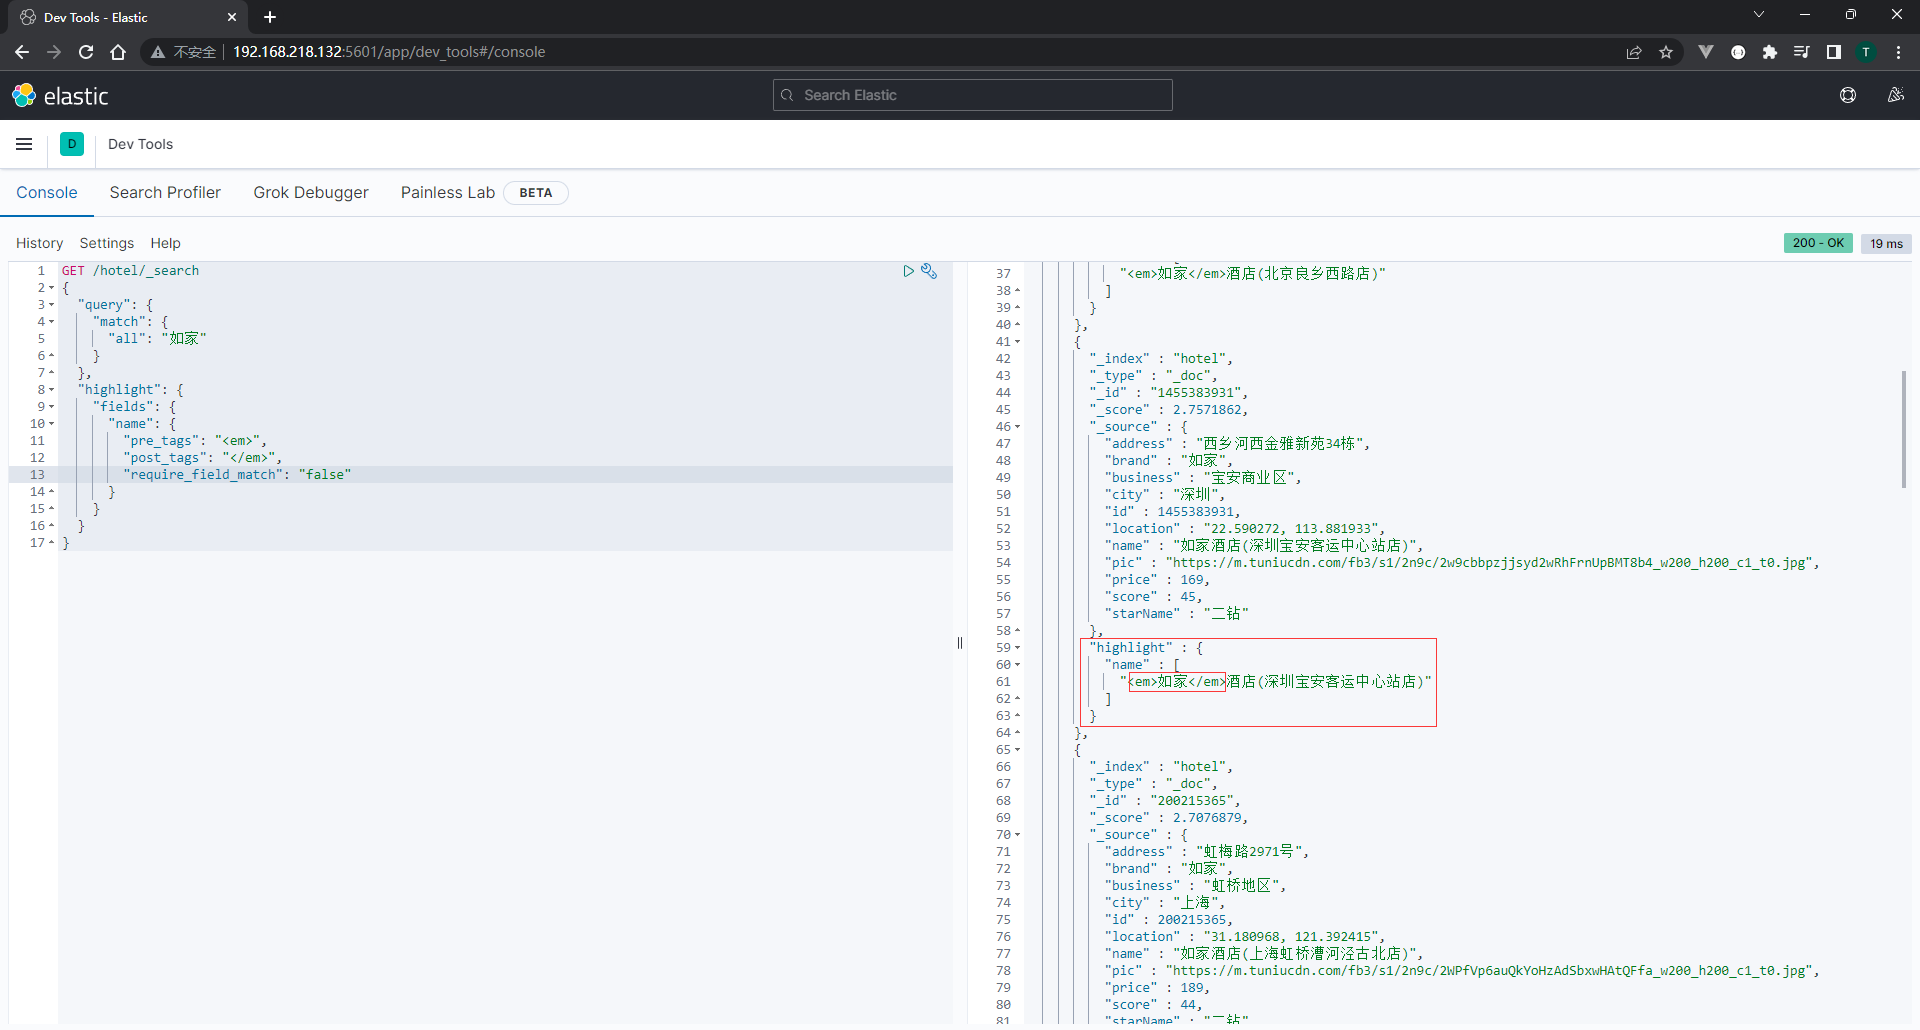 Dev Tools - Elastic
不安全 192.168.218.132:5601/app/dev_tools#/console
T
elastic
Search Elastic
D
Dev Tools
Console Search Profiler Grok Debugger Painless Lab BETA
History Settings Help
200 - OK 19 ms
1 GET /hotel/_search
2 {
3 "query": {
4 "match": {
5 "all": "如家"
6 }
7 },
8 "highlight": {
9 "fields": {
10 "name": {
11 "pre_tags": "<em>",
12 "post_tags": "</em>",
13 "require_field_match": "false"
14 }
15 }
16 }
17 }
37 "<em>如家</em>酒店(北京良乡西路店)"
38 ]
39 }
40 },
41 {
42 "_index" : "hotel",
43 "_type" : "_doc",
44 "_id" : "1455383931",
45 "_score" : 2.7571862,
46 "_source" : {
47 "address" : "西乡河西金雅新苑34栋",
48 "brand" : "如家",
49 "business" : "宝安商业区",
50 "city" : "深圳",
51 "id" : 1455383931,
52 "location" : "22.590272, 113.881933",
53 "name" : "如家酒店(深圳宝安客运中心站店)",
54 "pic" : "https://m.tuniucdn.com/fb3/s1/2n9c/2w9cbbpzjjsyd2wRhFrnUpBMT8b4_w200_h200_c1_t0.jpg",
55 "price" : 169,
56 "score" : 45,
57 "starName" : "二钻"
58 },
59 "highlight" : {
60 "name" : [
61 "<em>如家</em>酒店(深圳宝安客运中心站店)"
62 ]
63 }
64 },
65 {
66 "_index" : "hotel",
67 "_type" : "_doc",
68 "_id" : "200215365",
69 "_score" : 2.7076879,
70 "_source" : {
71 "address" : "虹梅路2971号",
72 "brand" : "如家",
73 "business" : "虹桥地区",
74 "city" : "上海",
75 "id" : 200215365,
76 "location" : "31.180968, 121.392415",
77 "name" : "如家酒店(上海虹桥漕河泾古北店)",
78 "pic" : "https://m.tuniucdn.com/fb3/s1/2n9c/2WPfVp6auQkYoHzAdSbxwHAtQFfa_w200_h200_c1_t0.jpg",
79 "price" : 189,
80 "score" : 44,
81 "starName" : "二钻"